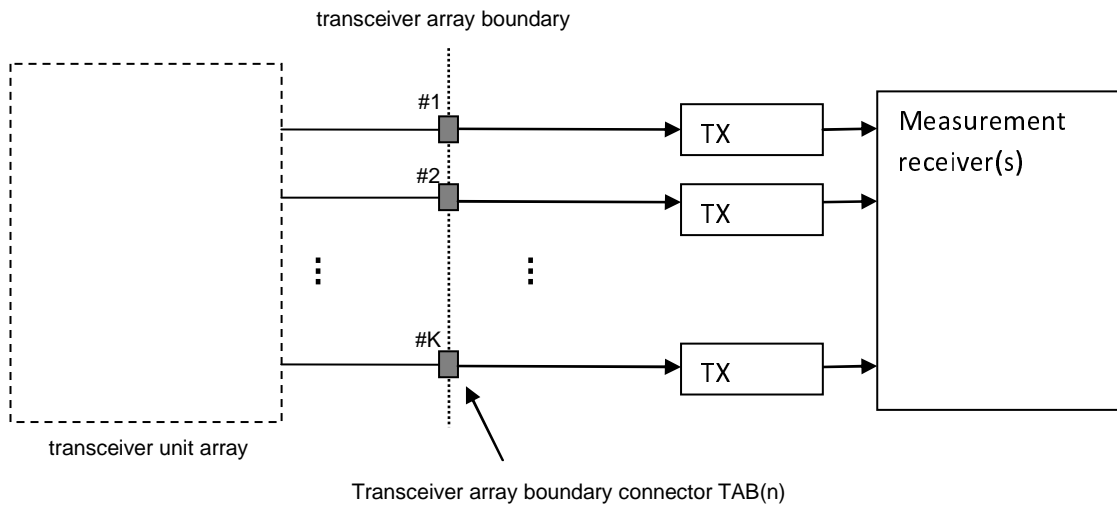 transceiver array boundary
#1
TX
Measurement
receiver(s)
#2
TX
#K
TX
transceiver unit array
Transceiver array boundary connector TAB(n)